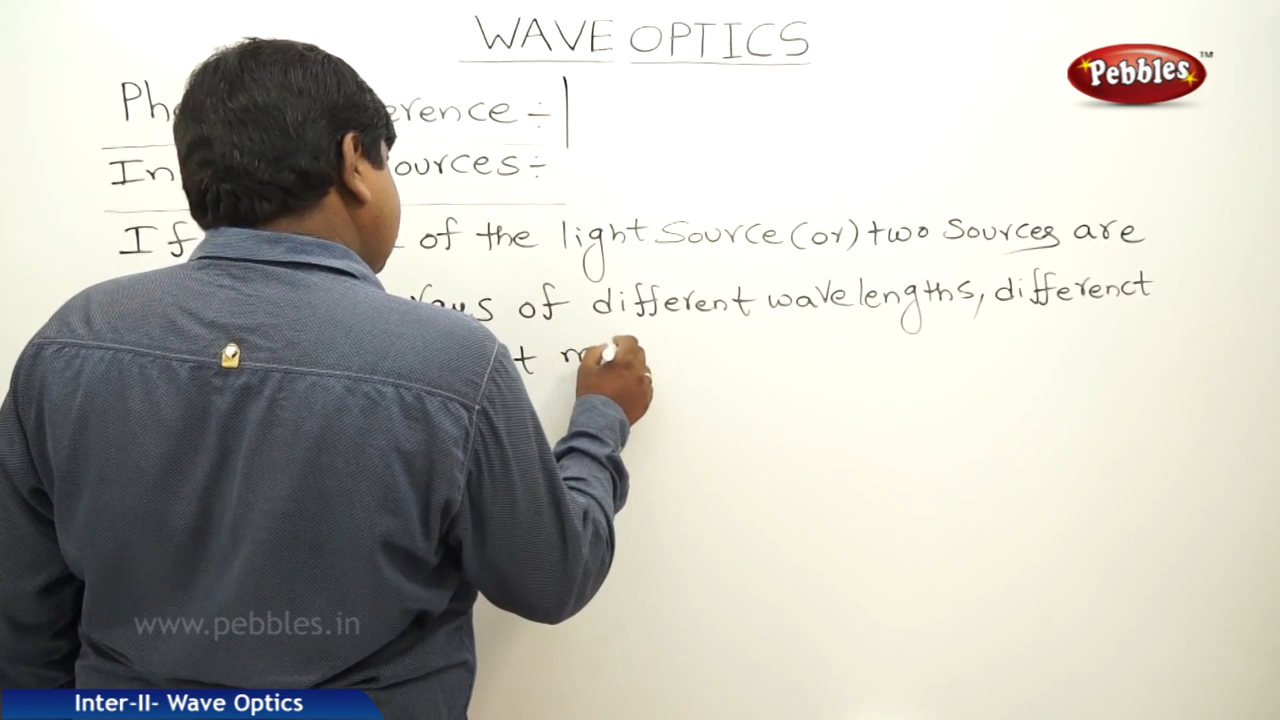 WAVE OPTICS
Pebbles TM
erence ÷
In ources ÷
If of the light Source (or) two Sources are
of different wavelengths, differenct
www.pebbles.in
Inter-II- Wave Optics